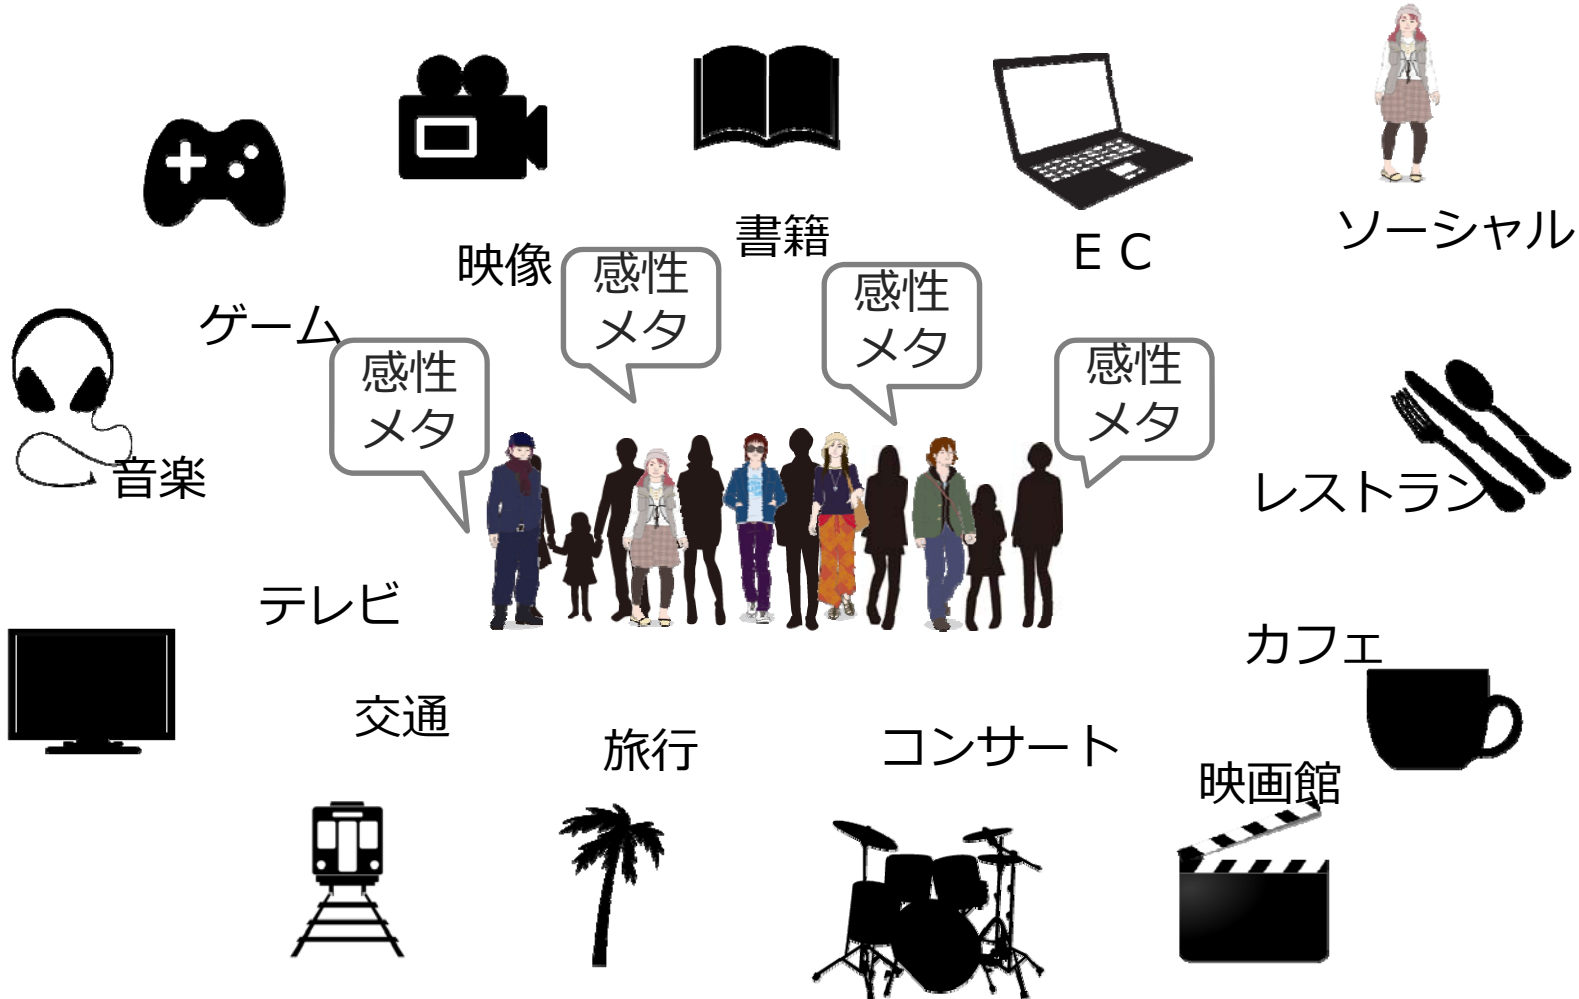 書籍
ソーシャル
ＥＣ
映像
感性
メタ
感性
メタ
ゲーム
感性
メタ
感性
メタ
音楽
レストラン
テレビ
カフェ
交通
旅行
コンサート
映画館